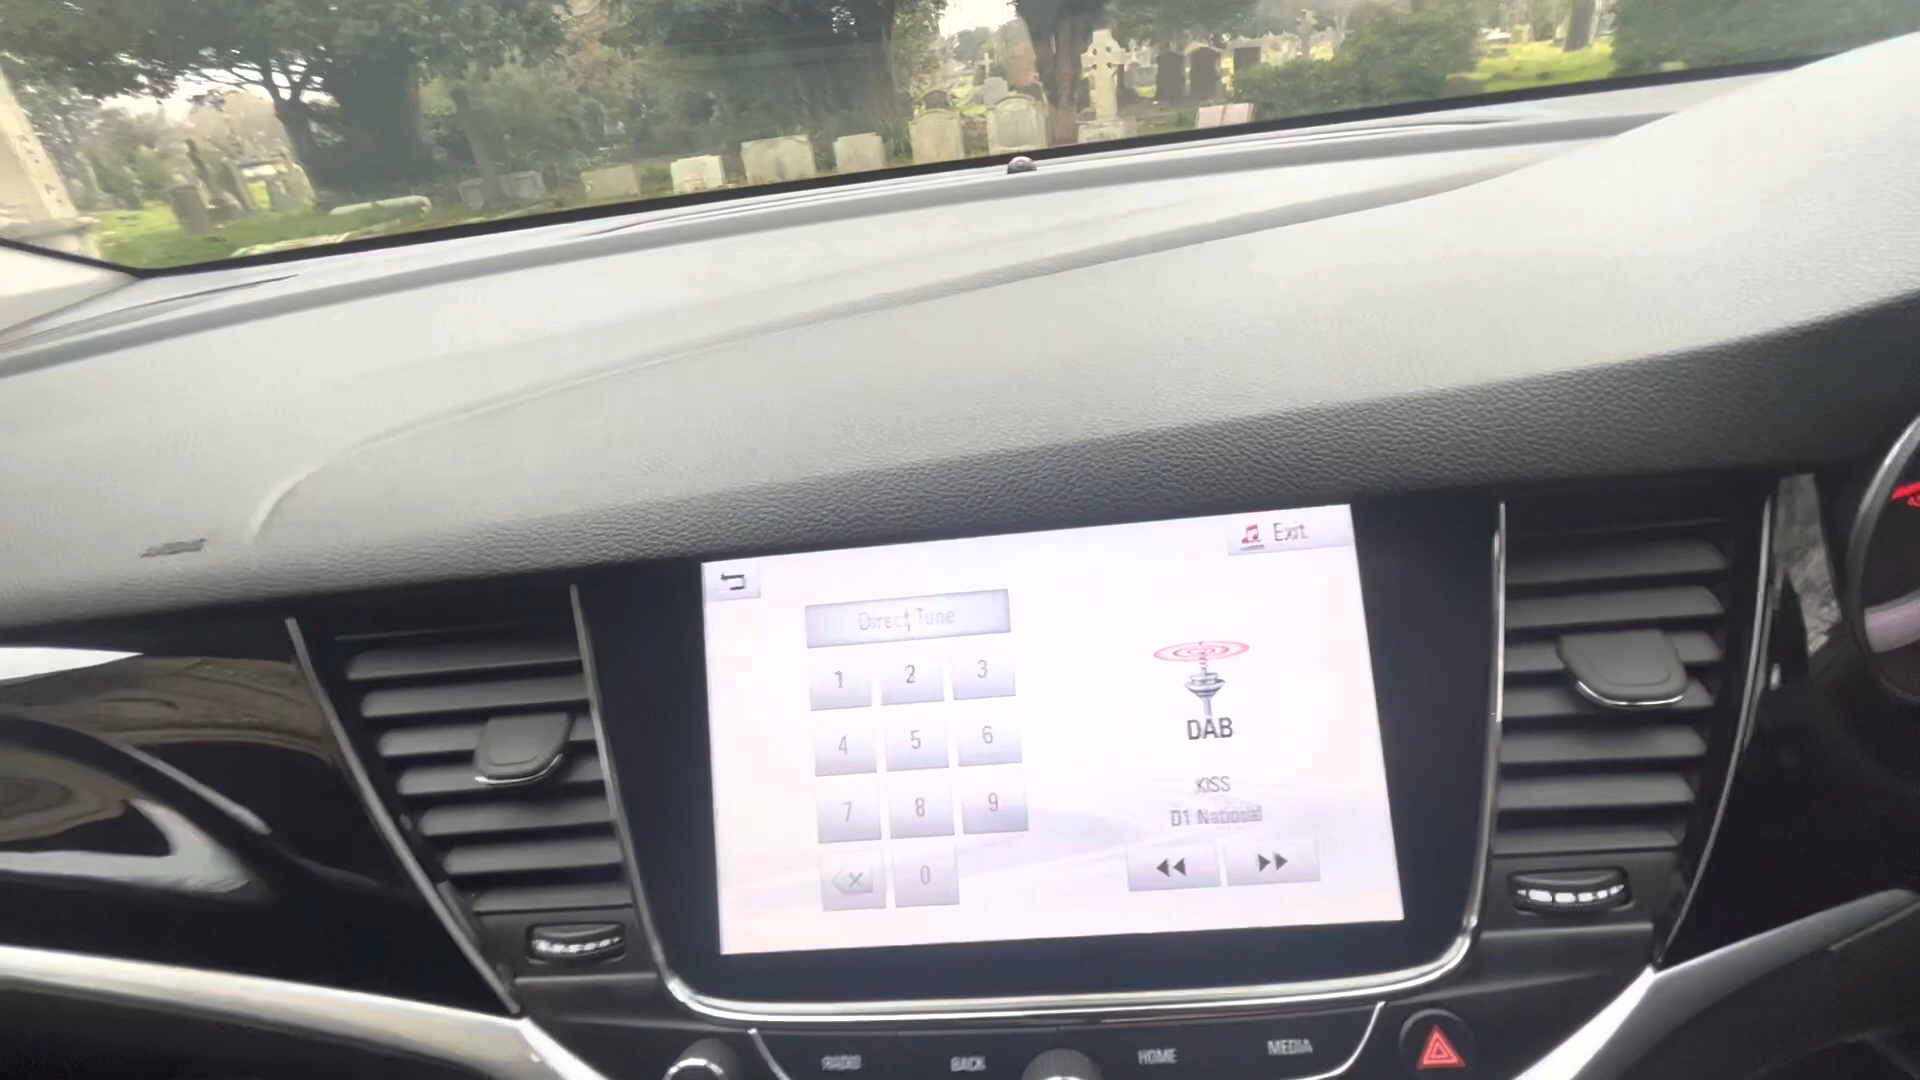 Exit
Direct Tune
1 2 3
4 5 6
7 8 9
0
DAB
KISS
D1 National
RADIO BACK HOME MEDIA